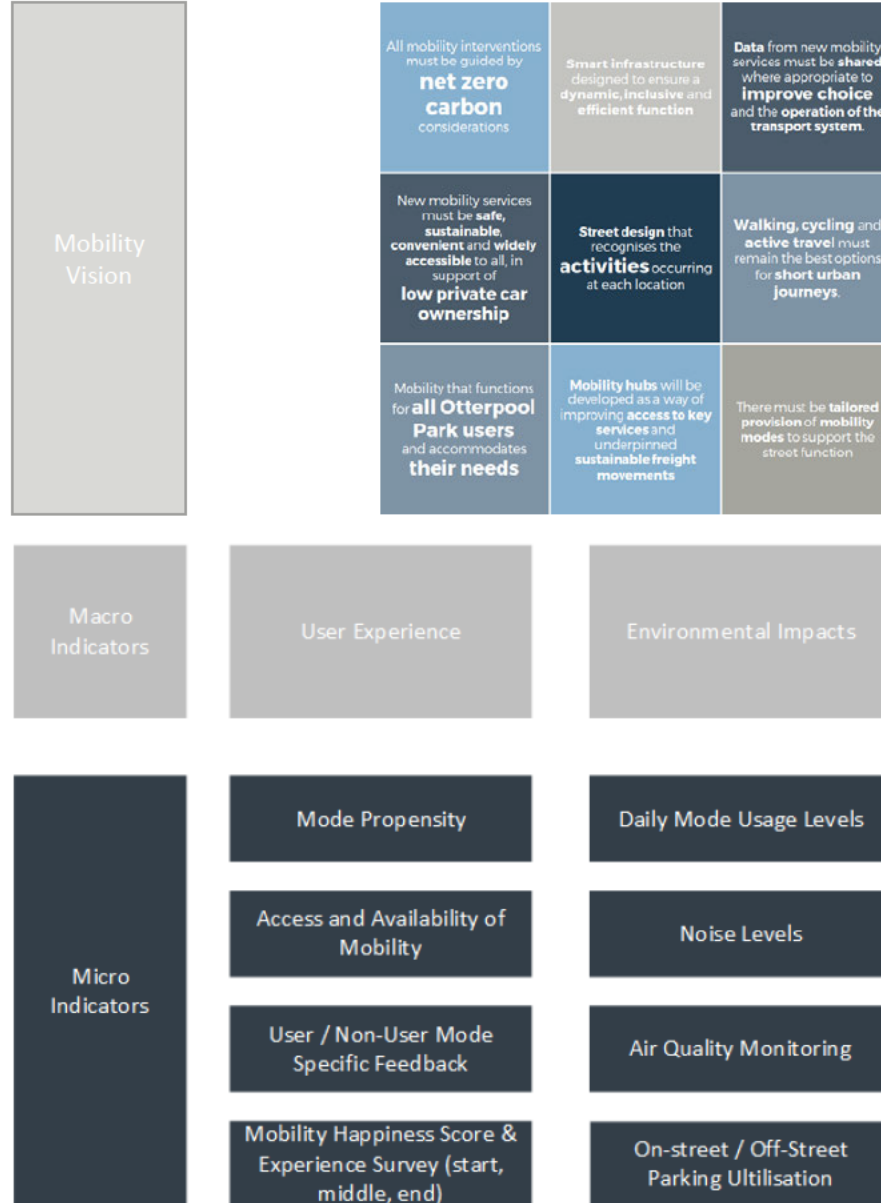 Mobility
Vision
All mobility interventions
must be guided by
net zero
carbon
considerations
Smart infrastructure
designed to ensure a
dynamic, inclusive and
efficient function
Data from new mobility
services must be shared
where appropriate to
improve choice
and the operation of the
transport system.
New mobility services
must be safe,
sustainable,
convenient and widely
accessible to all, in
support of
low private car
ownership
Street design that
recognises the
activities occurring
at each location
Walking, cycling and
active travel must
remain the best options
for short urban
journeys.
Mobility that functions
for all Otterpool
Park users
and accommodates
their needs
Mobility hubs will be
developed as a way of
improving access to key
services and
underpinned
sustainable freight
movements
There must be tailored
provision of mobility
modes to support the
street function
Macro
Indicators
User Experience
Environmental Impacts
Micro
Indicators
Mode Propensity
Daily Mode Usage Levels
Access and Availability of
Mobility
Noise Levels
User / Non-User Mode
Specific Feedback
Air Quality Monitoring
Mobility Happiness Score &
Experience Survey (start,
middle, end)
On-street / Off-Street
Parking Ultilisation